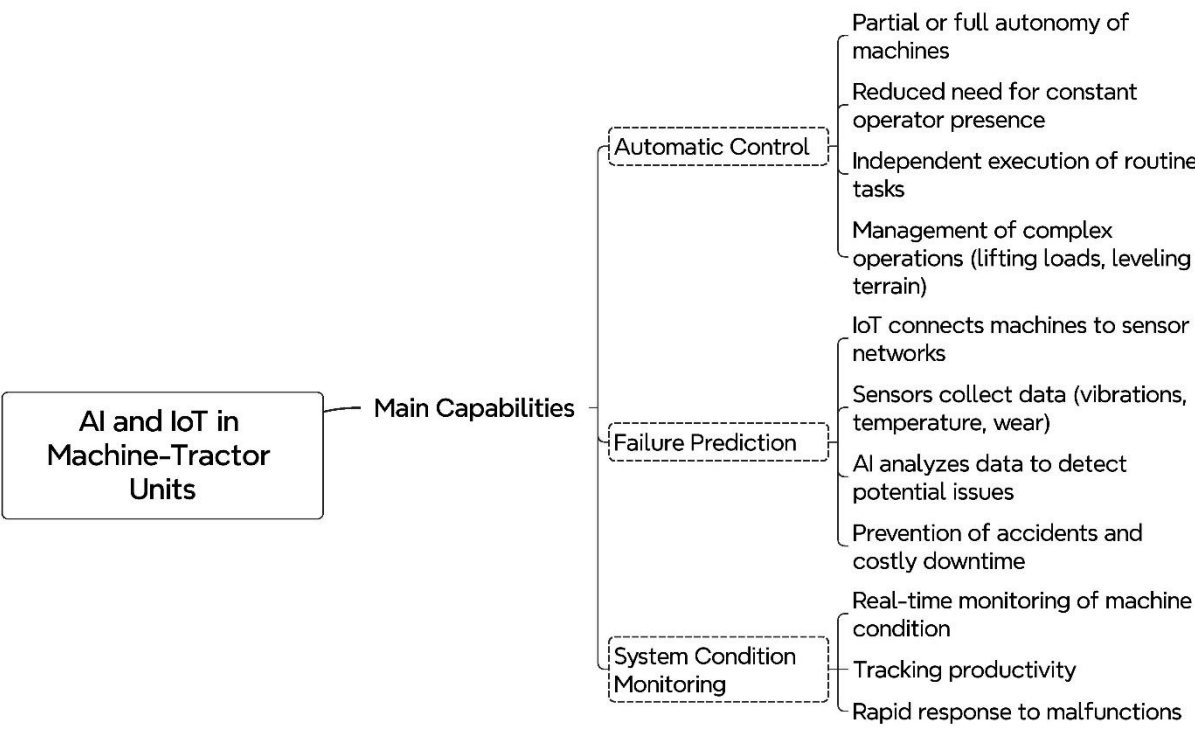 AI and IoT in
Machine-Tractor
Units
Main Capabilities
Automatic Control
Partial or full autonomy of
machines
Reduced need for constant
operator presence
Independent execution of routine
tasks
Management of complex
operations (lifting loads, leveling
terrain)
Failure Prediction
IoT connects machines to sensor
networks
Sensors collect data (vibrations,
temperature, wear)
AI analyzes data to detect
potential issues
Prevention of accidents and
costly downtime
System Condition
Monitoring
Real-time monitoring of machine
condition
Tracking productivity
Rapid response to malfunctions